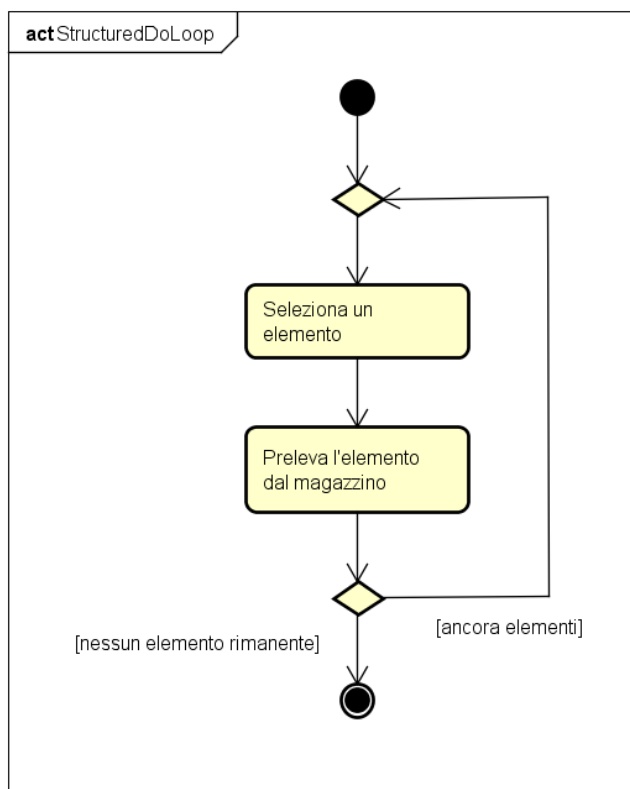 act StructuredDoLoop
Seleziona un
elemento
Preleva l'elemento
dal magazzino
[nessun elemento rimanente]
[ancora elementi]